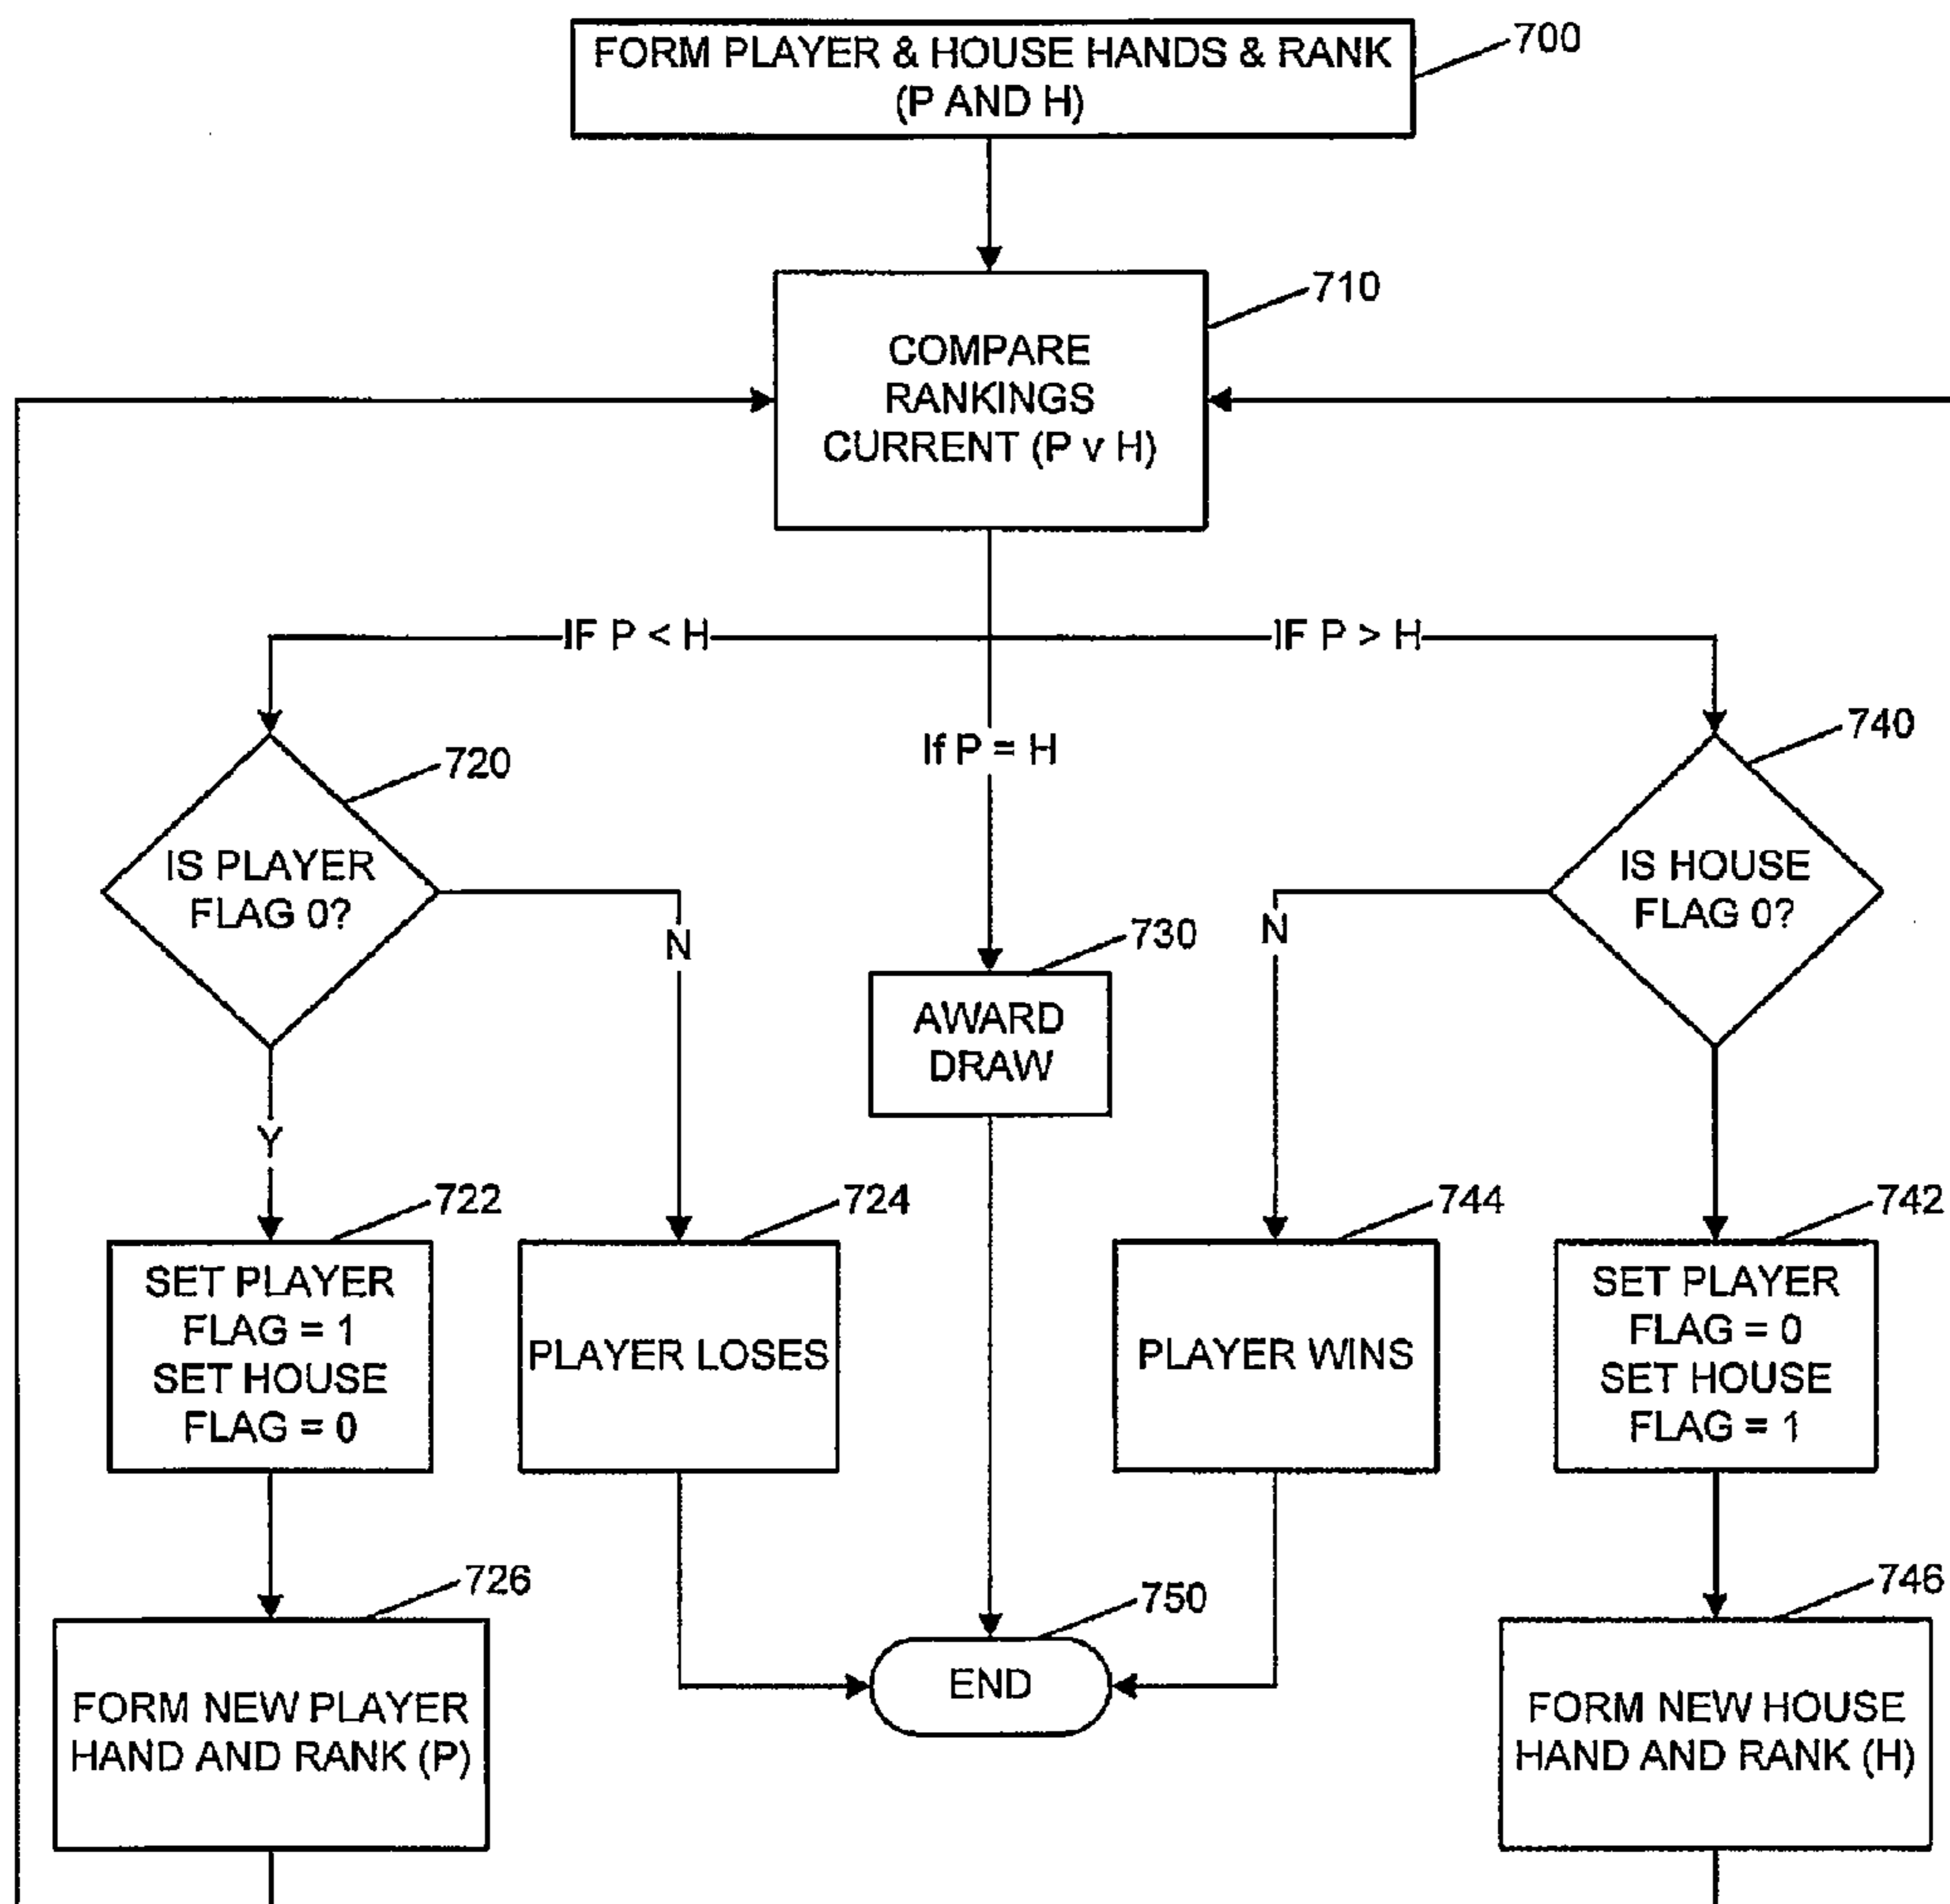 FORM PLAYER & HOUSE HANDS & RANK
(P AND H)
700
COMPARE
RANKINGS
CURRENT (P v H)
710
IF P < H
IF P > H
If P = H
IS PLAYER
FLAG 0?
720
IS HOUSE
FLAG 0?
740
N
N
Y
AWARD
DRAW
730
SET PLAYER
FLAG = 1
SET HOUSE
FLAG = 0
722
PLAYER LOSES
724
PLAYER WINS
744
SET PLAYER
FLAG = 0
SET HOUSE
FLAG = 1
742
FORM NEW PLAYER
HAND AND RANK (P)
726
END
750
FORM NEW HOUSE
HAND AND RANK (H)
746